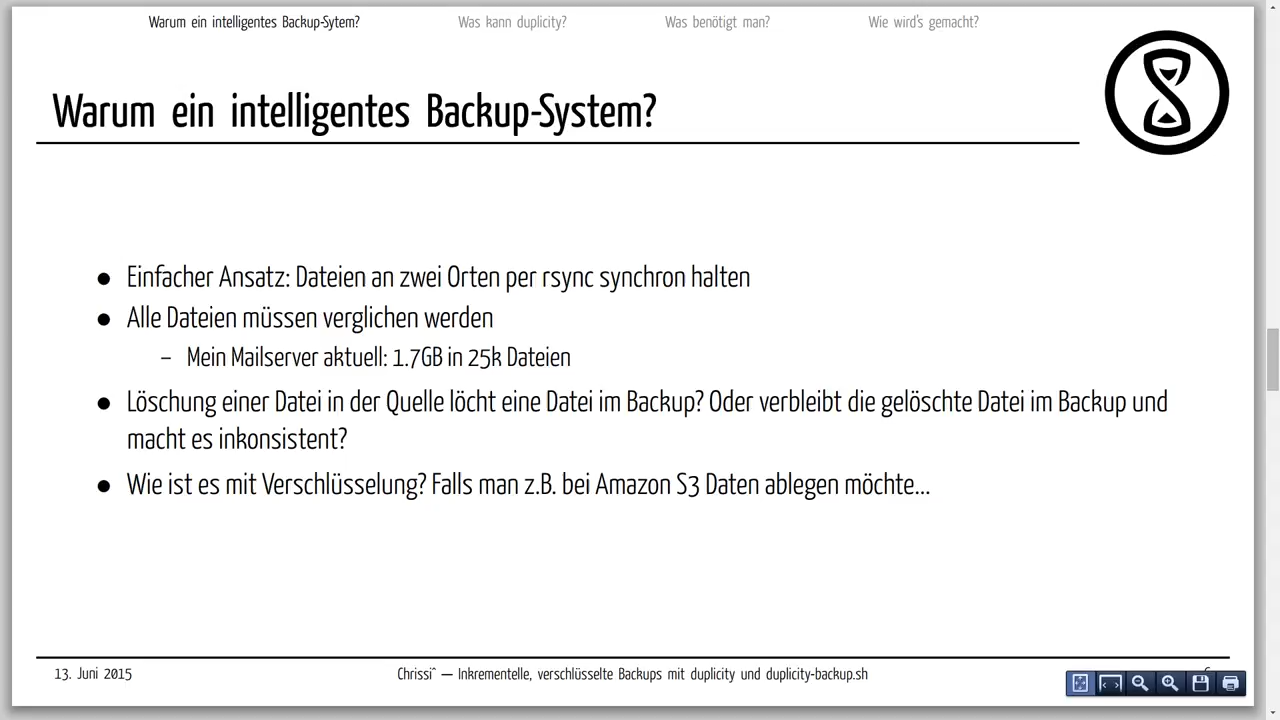 Warum ein intelligentes Backup-Sytem? Was kann duplicity? Was benötigt man? Wie wird's gemacht?
Warum ein intelligentes Backup-System?
● Einfacher Ansatz: Dateien an zwei Orten per rsync synchron halten
● Alle Dateien müssen verglichen werden
– Mein Mailserver aktuell: 1.7GB in 25k Dateien
● Löschung einer Datei in der Quelle löcht eine Datei im Backup? Oder verbleibt die gelöschte Datei im Backup und
macht es inkonsistent?
● Wie ist es mit Verschlüsselung? Falls man z.B. bei Amazon S3 Daten ablegen möchte...
13. Juni 2015 Chrissi^ — Inkrementelle, verschlüsselte Backups mit duplicity und duplicity-backup.sh